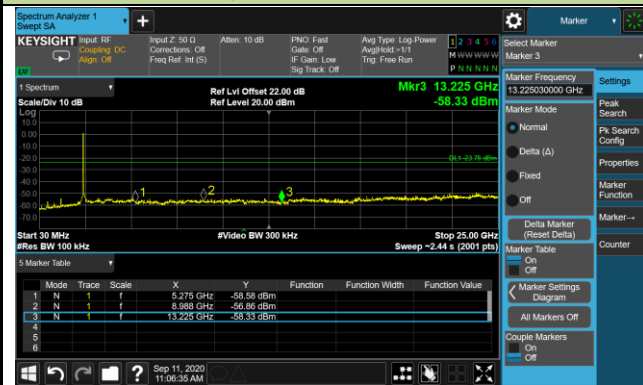 Spectrum Analyzer 1
Swept SA
Marker
KEYSIGHT
Input: RF
Coupling: DC
Align: Off
Input Z: 50 Ω
Corrections: Off
Freq Ref: Int (S)
Atten: 10 dB
PNO: Fast
Gate: Off
IF Gain: Low
Sig Track: Off
Avg Type: Log-Power
Avg|Hold:>1/1
Trig: Free Run
1 2 3 4 5 6
M W W W W W
P N N N N N
Select Marker
Marker 3
1 Spectrum
Scale/Div 10 dB
Log
Ref Lvl Offset 22.00 dB
Ref Level 20.00 dBm
Mkr3 13.225 GHz
-58.33 dBm
10.0
0.00
-10.0
-20.0
-30.0
-40.0
-50.0
-60.0
-70.0
DL1 -23.78 dBm
1
2
3
Start 30 MHz
#Res BW 100 kHz
#Video BW 300 kHz
Stop 25.00 GHz
Sweep ~2.44 s (2001 pts)
5 Marker Table
Mode Trace Scale X Y Function Function Width Function Value
1 N 1 f 5.275 GHz -58.58 dBm
2 N 1 f 8.988 GHz -56.86 dBm
3 N 1 f 13.225 GHz -58.33 dBm
4
5
6
Marker Frequency
13.225030000 GHz
Marker Mode
Normal
Delta (Δ)
Fixed
Off
Delta Marker
(Reset Delta)
Marker Table
On
Off
Marker Settings
Diagram
All Markers Off
Couple Markers
On
Off
Settings
Peak
Search
Pk Search
Config
Properties
Marker
Function
Marker→
Counter
Sep 11, 2020
11:06:35 AM